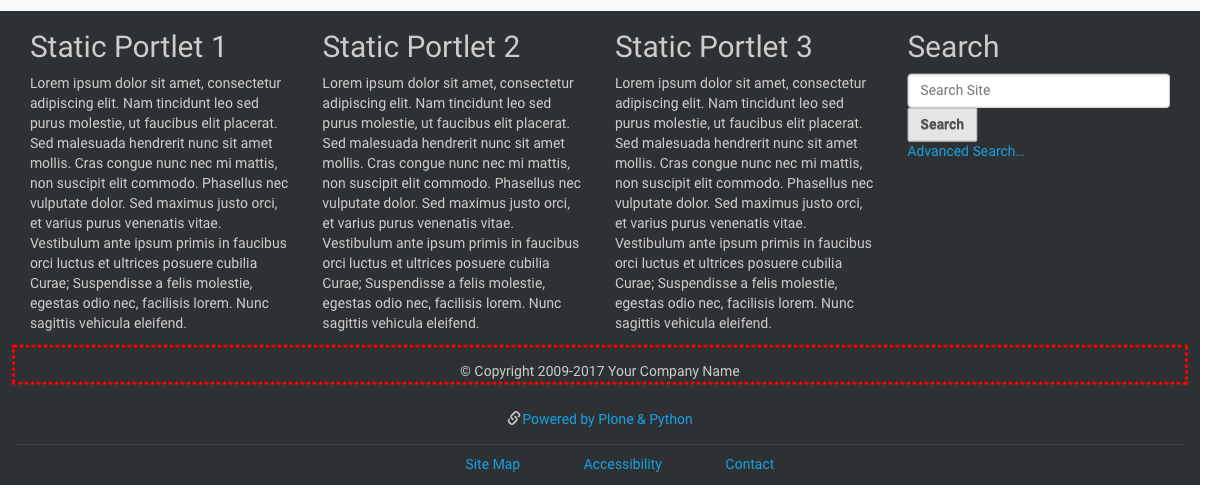 Static Portlet 1
Lorem ipsum dolor sit amet, consectetur
adipiscing elit. Nam tincidunt leo sed
purus molestie, ut faucibus elit placerat.
Sed malesuada hendrerit nunc sit amet
mollis. Cras congue nunc nec mi mattis,
non suscipit elit commodo. Phasellus nec
vulputate dolor. Sed maximus justo orci,
et varius purus venenatis vitae.
Vestibulum ante ipsum primis in faucibus
orci luctus et ultrices posuere cubilia
Curae; Suspendisse a felis molestie,
egestas odio nec, facilisis lorem. Nunc
sagittis vehicula eleifend.
Static Portlet 2
Lorem ipsum dolor sit amet, consectetur
adipiscing elit. Nam tincidunt leo sed
purus molestie, ut faucibus elit placerat.
Sed malesuada hendrerit nunc sit amet
mollis. Cras congue nunc nec mi mattis,
non suscipit elit commodo. Phasellus nec
vulputate dolor. Sed maximus justo orci,
et varius purus venenatis vitae.
Vestibulum ante ipsum primis in faucibus
orci luctus et ultrices posuere cubilia
Curae; Suspendisse a felis molestie,
egestas odio nec, facilisis lorem. Nunc
sagittis vehicula eleifend.
Static Portlet 3
Lorem ipsum dolor sit amet, consectetur
adipiscing elit. Nam tincidunt leo sed
purus molestie, ut faucibus elit placerat.
Sed malesuada hendrerit nunc sit amet
mollis. Cras congue nunc nec mi mattis,
non suscipit elit commodo. Phasellus nec
vulputate dolor. Sed maximus justo orci,
et varius purus venenatis vitae.
Vestibulum ante ipsum primis in faucibus
orci luctus et ultrices posuere cubilia
Curae; Suspendisse a felis molestie,
egestas odio nec, facilisis lorem. Nunc
sagittis vehicula eleifend.
Search
Search Site
Search
Advanced Search…
© Copyright 2009-2017 Your Company Name
Powered by Plone & Python
Site Map Accessibility Contact